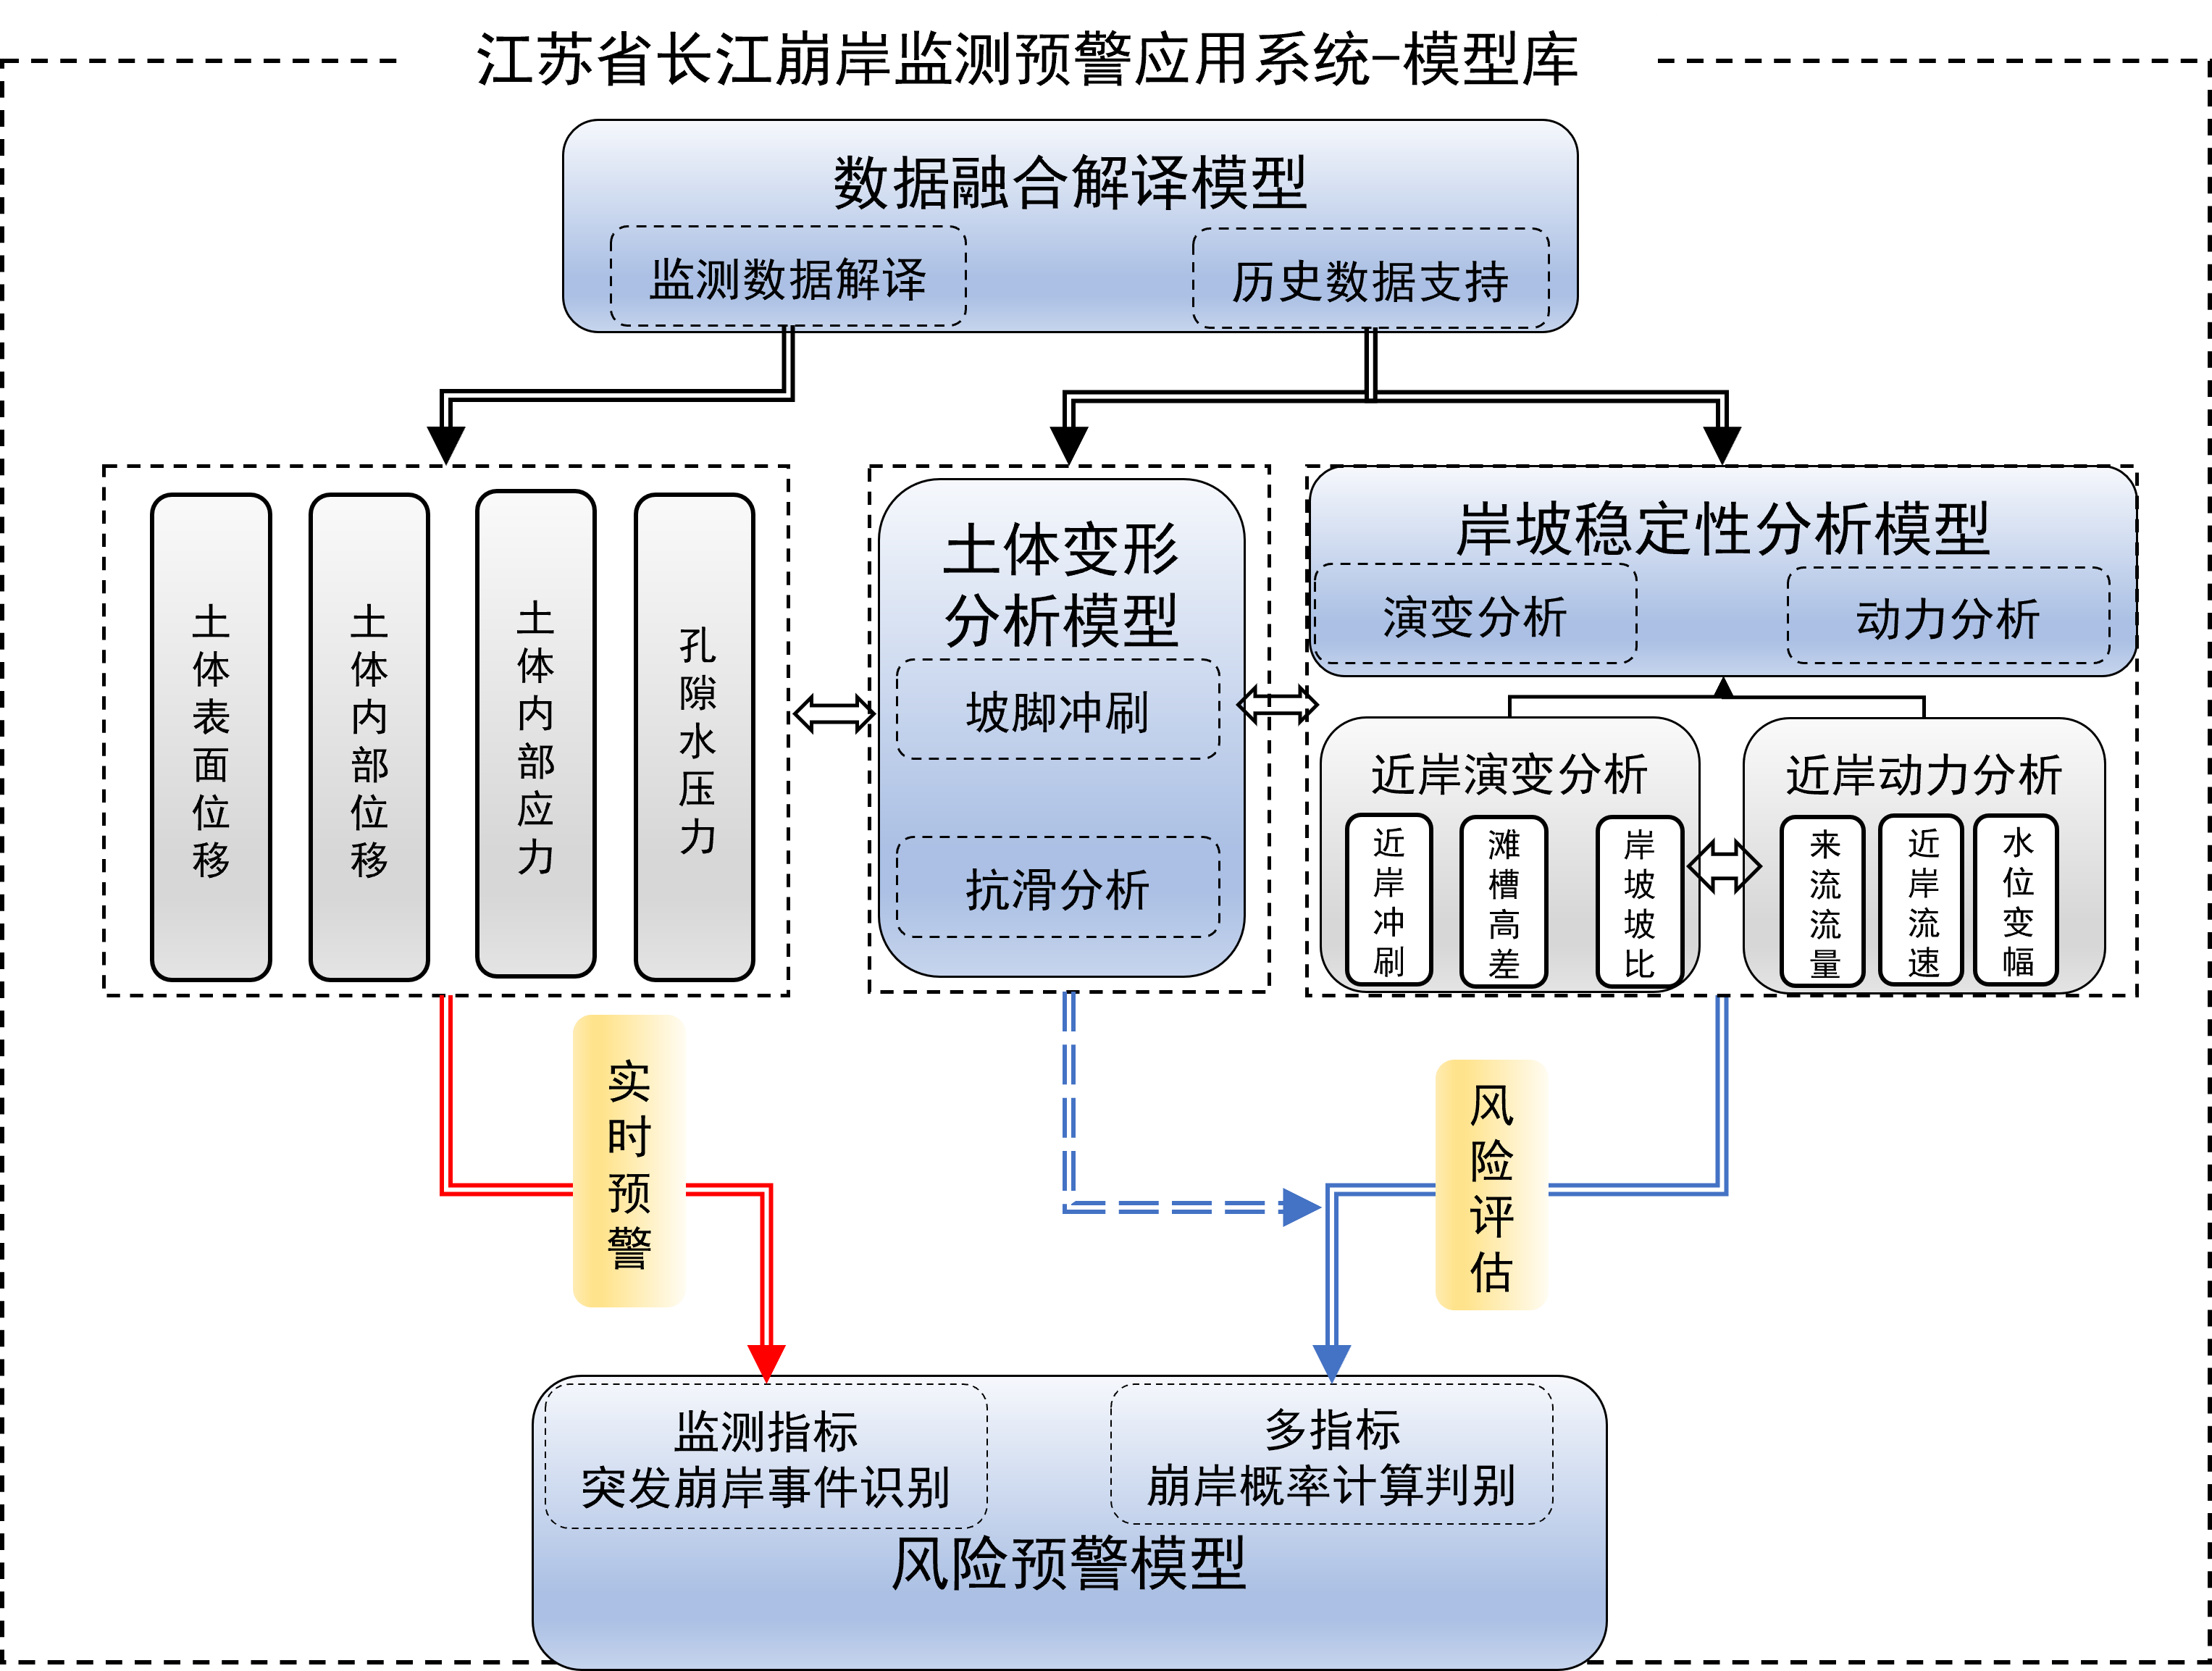 江苏省长江崩岸监测预警应用系统-模型库
数据融合解译模型
监测数据解译
历史数据支持
土体表面位移
土体内部位移
土体内部应力
孔隙水压力
土体变形
分析模型
坡脚冲刷
抗滑分析
岸坡稳定性分析模型
演变分析
动力分析
近岸演变分析
近岸冲刷
滩槽高差
岸坡坡比
近岸动力分析
来流流量
近岸流速
水位变幅
实时预警
风险评估
监测指标
突发崩岸事件识别
多指标
崩岸概率计算判别
风险预警模型